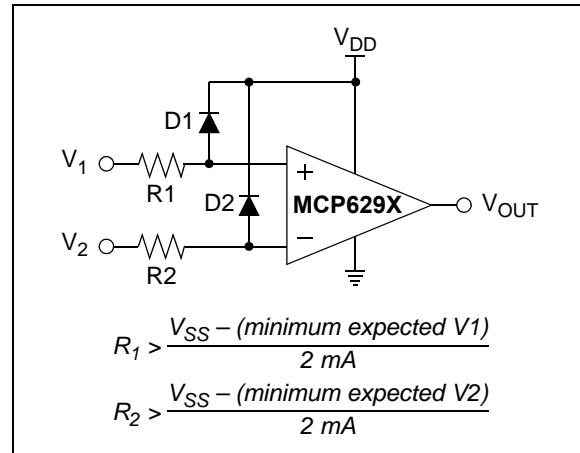 V_DD
D1
V_1
R1
+
MCP629X
V_OUT
D2
V_2
R2
–
R_1 > V_SS – (minimum expected V1) / 2 mA
R_2 > V_SS – (minimum expected V2) / 2 mA